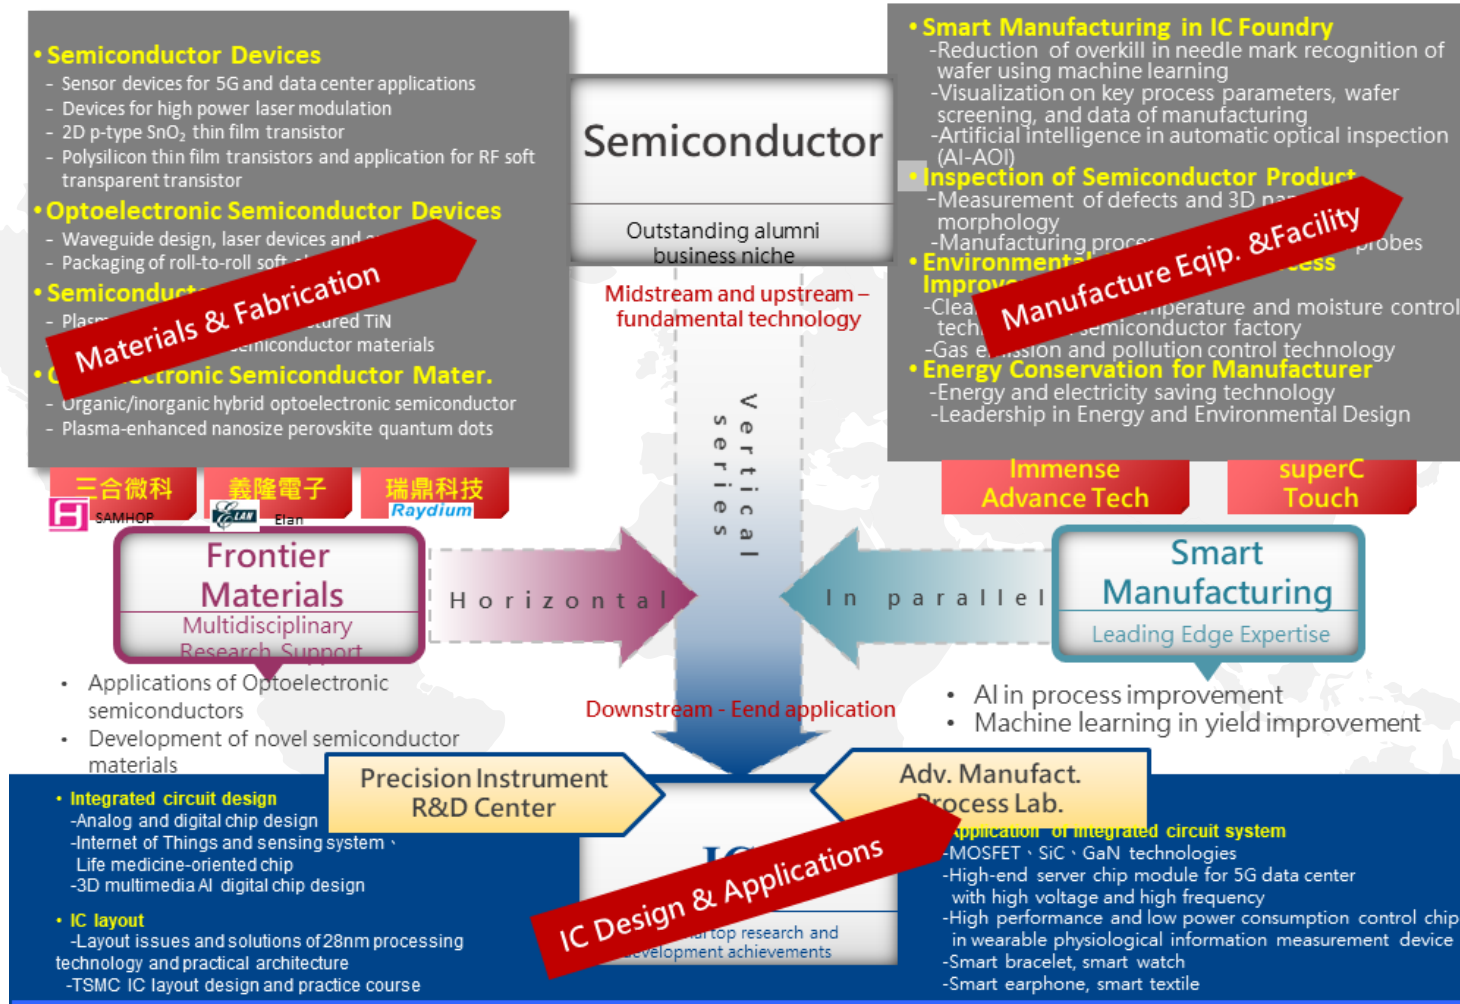 • Semiconductor Devices
- Sensor devices for 5G and data center applications
- Devices for high power laser modulation
- 2D p-type SnO₂ thin film transistor
- Polysilicon thin film transistors and application for RF soft
transparent transistor
• Optoelectronic Semiconductor Devices
- Waveguide design, laser devices and
- Packaging of roll-to-roll soft
•
- TiN
- semiconductor materials
• Semiconductor Mater.
- Organic/inorganic hybrid optoelectronic semiconductor
- Plasma-enhanced nanosize perovskite quantum dots
Materials & Fabrication
Semiconductor
Outstanding alumni
business niche
Midstream and upstream –
fundamental technology
• Smart Manufacturing in IC Foundry
-Reduction of overkill in needle mark recognition of
wafer using machine learning
-Visualization on key process parameters, wafer
screening, and data of manufacturing
-Artificial intelligence in automatic optical inspection
(AI-AOI)
• Inspection of Semiconductor Product
-Measurement of defects and 3D
morphology
-Manufacturing probes
• Environmental
-Clean temperature and moisture control
semiconductor factory
-Gas emission and pollution control technology
• Energy Conservation for Manufacturer
-Energy and electricity saving technology
-Leadership in Energy and Environmental Design
Manufacture Eqip. &Facility
三合微科
SAMHOP
義隆電子
ELAN
Elan
瑞鼎科技
Raydium
Immense
Advance Tech
superC
Touch
Frontier
Materials
Multidisciplinary
Research Support
Horizontal
Vertical
series
In parallel
Smart
Manufacturing
Leading Edge Expertise
• Applications of Optoelectronic
semiconductors
• Development of novel semiconductor
materials
Downstream - Eend application
• AI in process improvement
• Machine learning in yield improvement
Precision Instrument
R&D Center
Adv. Manufact.
Process Lab.
• Integrated circuit design
-Analog and digital chip design
-Internet of Things and sensing system、
Life medicine-oriented chip
-3D multimedia AI digital chip design
• IC layout
-Layout issues and solutions of 28nm processing
technology and practical architecture
-TSMC IC layout design and practice course
IC Design & Applications
top research and
development achievements
Application of integrated circuit system
-MOSFET、SiC、GaN technologies
-High-end server chip module for 5G data center
with high voltage and high frequency
-High performance and low power consumption control chip
in wearable physiological information measurement device
-Smart bracelet, smart watch
-Smart earphone, smart textile